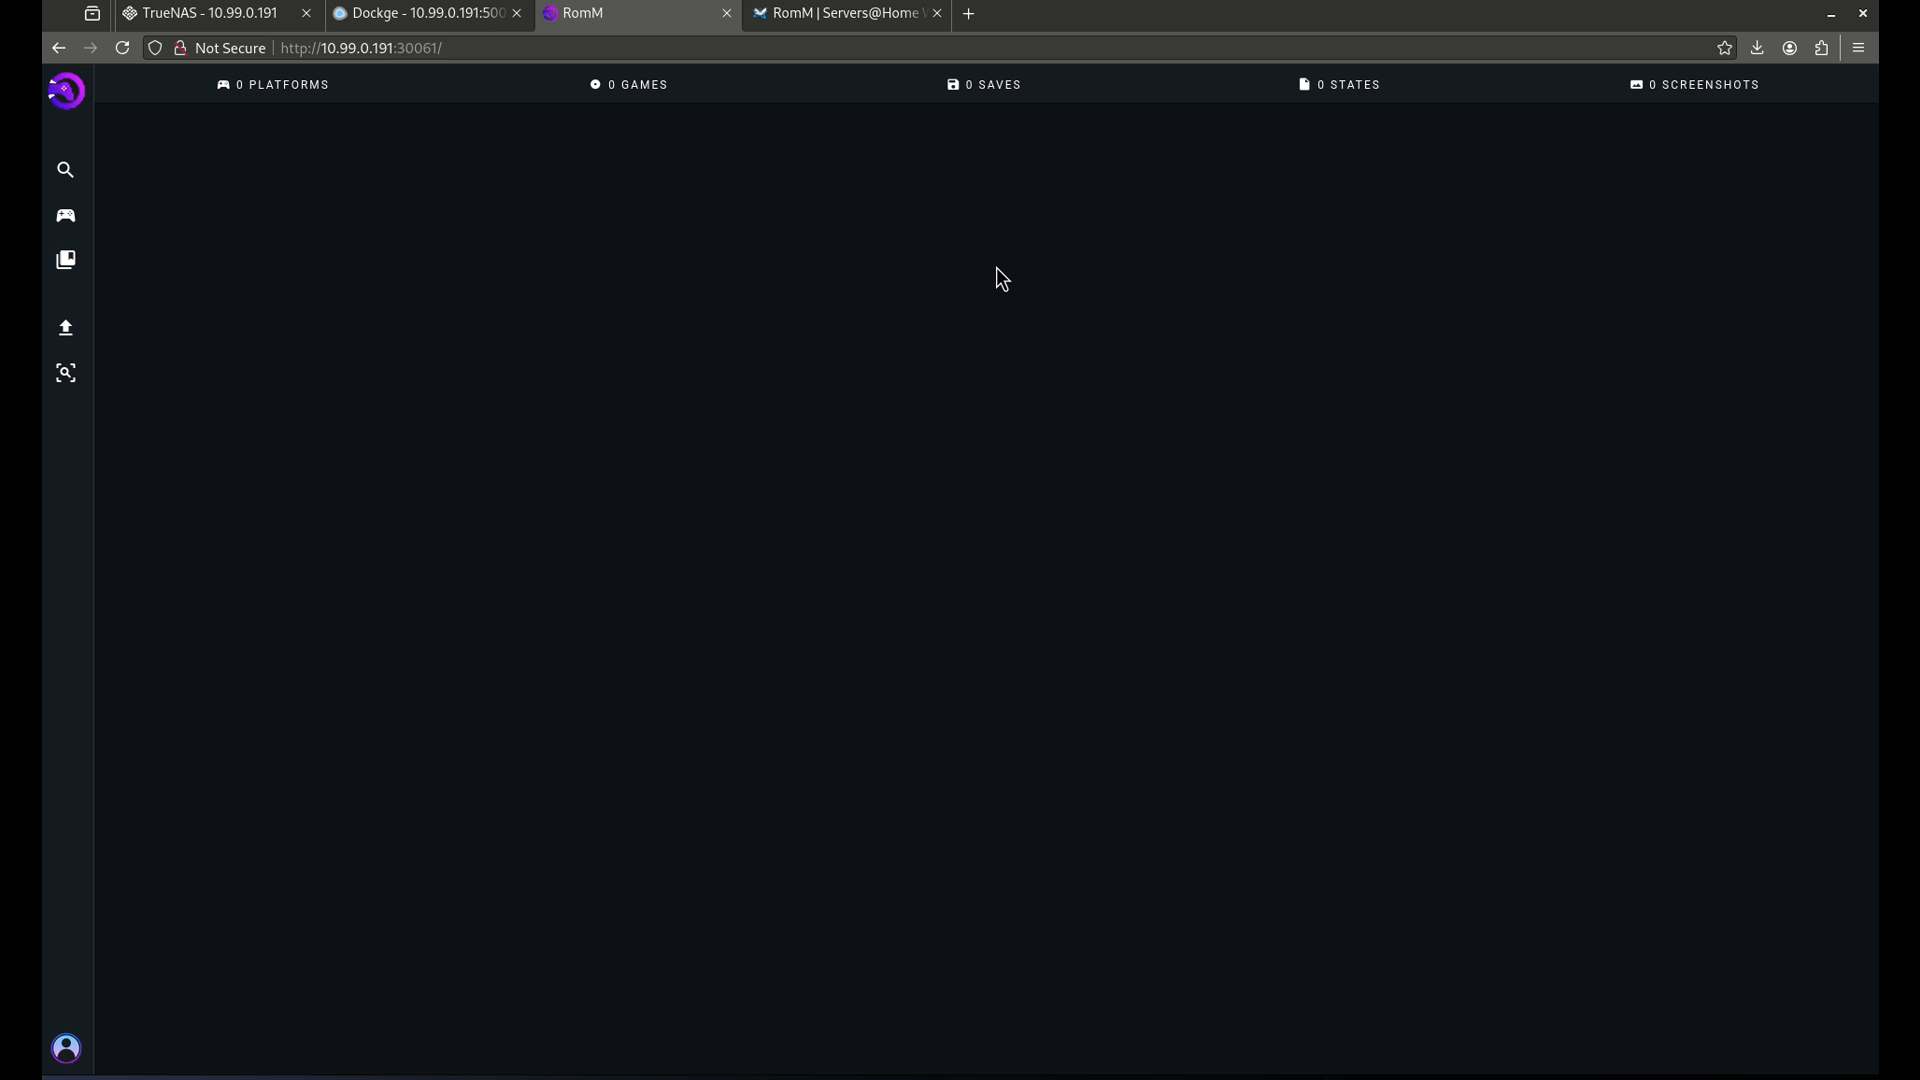 TrueNAS - 10.99.0.191
Dockge - 10.99.0.191:500
RomM
RomM | Servers@Home
Not Secure
http://10.99.0.191:30061/
0 PLATFORMS
0 GAMES
0 SAVES
0 STATES
0 SCREENSHOTS